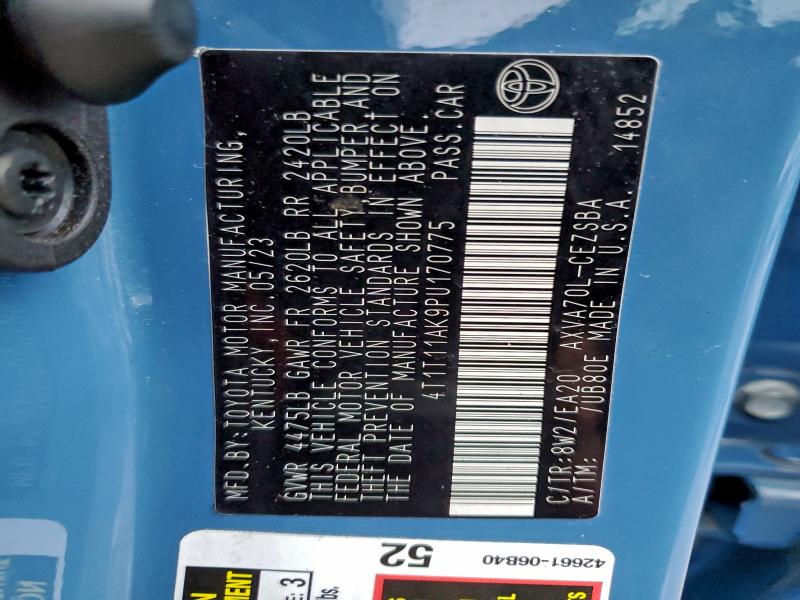 MFD.BY:TOYOTA MOTOR MANUFACTURING,
KENTUCKY, INC.05/23
GWR 4475LB GAWR FR 2620LB RR 2420LB
THIS VEHICLE CONFORMS TO ALL APPLICABLE
FEDERAL MOTOR VEHICLE SAFETY, BUMPER, AND
THEFT PREVENTION STANDARDS IN EFFECT ON
THE DATE OF MANUFACTURE SHOWN ABOVE.
4T1T11AK9PU170775 PASS.CAR
C/TR:8W2/EA20 AXVA70L-CEZSBA
A/TM: /UB80E MADE IN U.S.A. 14852
52
42661-06B40